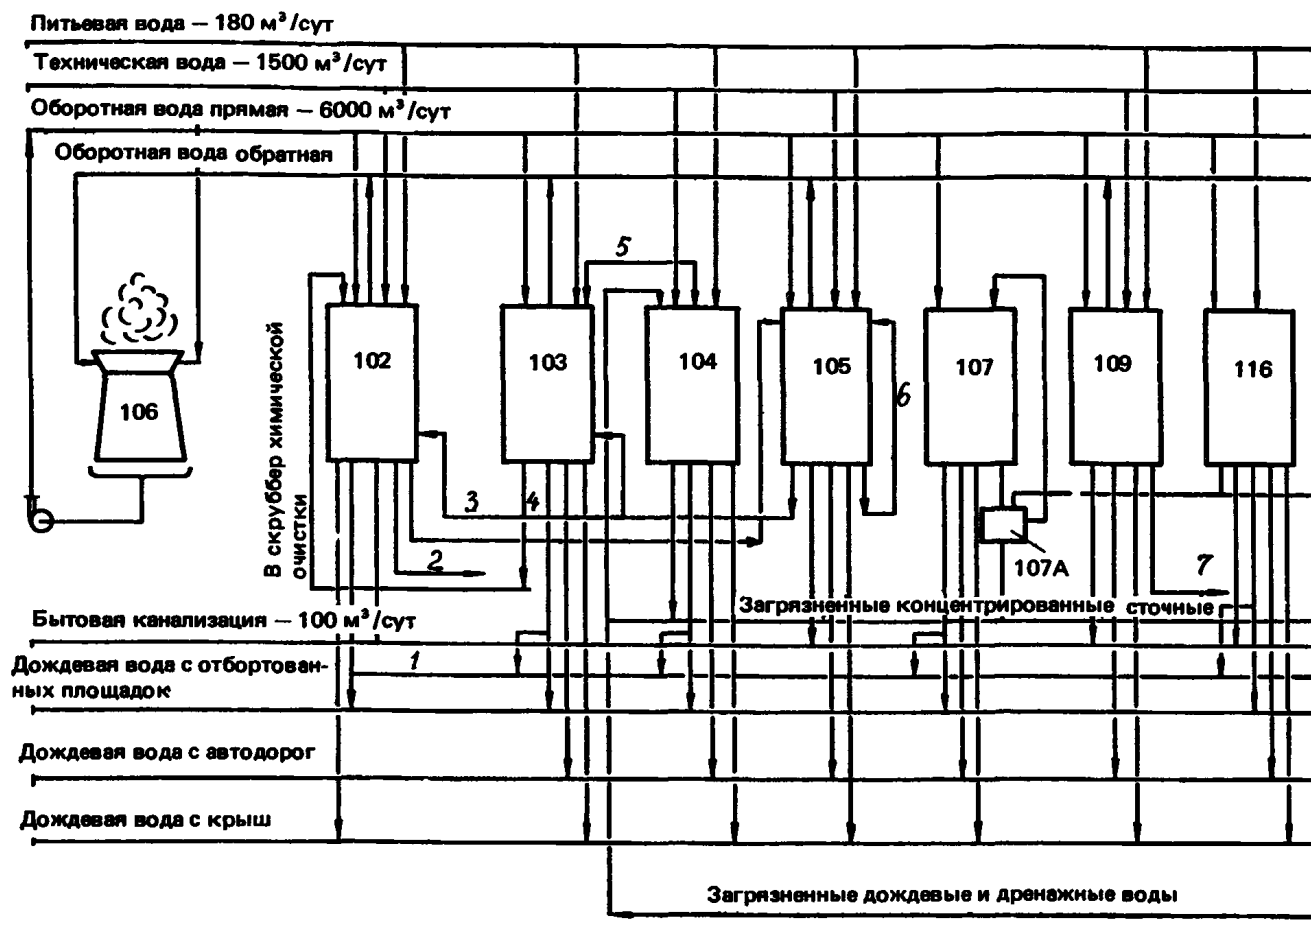 Питьевая вода — 180 м³/сут
Техническая вода — 1500 м³/сут
Оборотная вода прямая — 6000 м³/сут
Оборотная вода обратная
5
102
103
104
105
107
109
116
106
6
В скруббер химической
очистки
3
4
2
107А
7
Загрязненные концентрированные сточные
Бытовая канализация — 100 м³/сут
1
Дождевая вода с отбортован-
ных площадок
Дождевая вода с автодорог
Дождевая вода с крыш
Загрязненные дождевые и дренажные воды